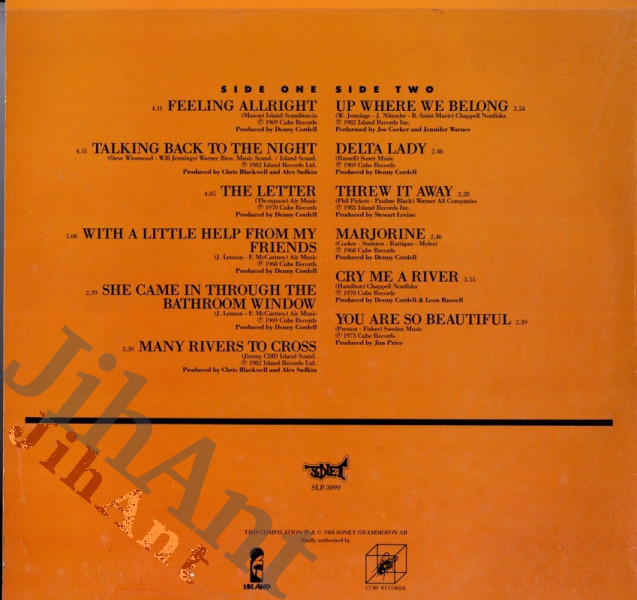 SIDE ONE
4.11 FEELING ALLRIGHT
(Mason) Island Scandinavia
℗ 1969 Cube Records
Produced by Denny Cordell
4.31 TALKING BACK TO THE NIGHT
(Steve Winwood - Will Jennings) Warner Bros. Music Scand. / Island Scand.
℗ 1982 Island Records Ltd.
Produced by Chris Blackwell and Alex Sadkin
4.05 THE LETTER
(Thompson) Air Music
℗ 1970 Cube Records
Produced by Denny Cordell
5.08 WITH A LITTLE HELP FROM MY
FRIENDS
(J. Lennon - P. McCartney) Air Music
℗ 1968 Cube Records
Produced by Denny Cordell
2.39 SHE CAME IN THROUGH THE
BATHROOM WINDOW
(J. Lennon - P. McCartney) Air Music
℗ 1969 Cube Records
Produced by Denny Cordell
3.39 MANY RIVERS TO CROSS
(Jimmy Cliff) Island Scand.
℗ 1982 Island Records Ltd.
Produced by Chris Blackwell and Alex Sadkin
SIDE TWO
UP WHERE WE BELONG 3.54
(W. Jennings - J. Nitzsche - B. Saint-Marie) Chappell Nordiska
℗ 1982 Island Records Inc.
Performed by Joe Cocker and Jennifer Warnes
DELTA LADY 2.48
(Russell) Sonet Music
℗ 1969 Cube Records
Produced by Denny Cordell
THREW IT AWAY 3.28
(Phil Pickett - Pauline Black) Warner All Companies
℗ 1983 Island Records Inc.
Produced by Stewart Levine
MARJORINE 2.46
(Cocker - Stainton - Rattigan - Myles)
℗ 1968 Cube Records
Produced by Denny Cordell
CRY ME A RIVER 3.55
(Hamilton) Chappell Nordiska
℗ 1970 Cube Records
Produced by Denny Cordell & Leon Russell
YOU ARE SO BEAUTIFUL 2.39
(Preston - Fisher) Sweden Music
℗ 1973 Cube Records
Produced by Jim Price
SONET
SLP-3099
THIS COMPILATION ℗ & © 1984 SONET GRAMMOFON AB
kindly authorized by
ISLAND
CUBE RECORDS
JihAnt
JihAnt